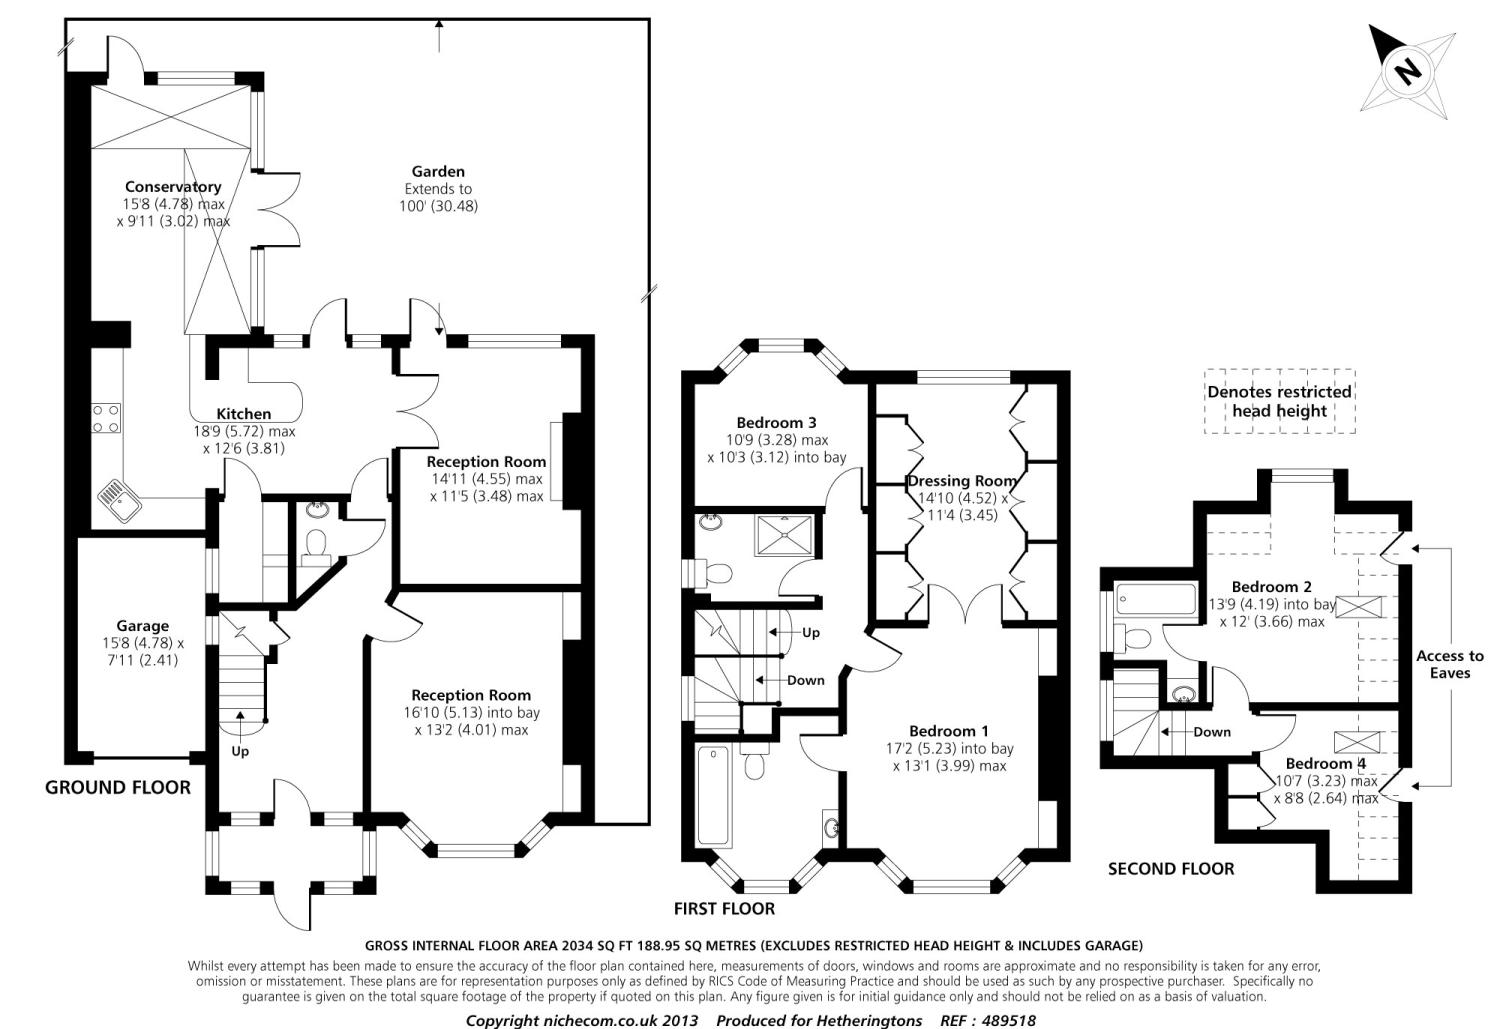 N
Conservatory
15'8 (4.78) max
x 9'11 (3.02) max
Garden
Extends to
100' (30.48)
Kitchen
18'9 (5.72) max
x 12'6 (3.81)
Reception Room
14'11 (4.55) max
x 11'5 (3.48) max
Garage
15'8 (4.78) x
7'11 (2.41)
Up
Reception Room
16'10 (5.13) into bay
x 13'2 (4.01) max
GROUND FLOOR
Bedroom 3
10'9 (3.28) max
x 10'3 (3.12) into bay
Dressing Room
14'10 (4.52) x
11'4 (3.45)
Up
Down
Bedroom 1
17'2 (5.23) into bay
x 13'1 (3.99) max
FIRST FLOOR
Denotes restricted
head height
Bedroom 2
13'9 (4.19) into bay
x 12' (3.66) max
Access to
Eaves
Down
Bedroom 4
10'7 (3.23) max
x 8'8 (2.64) max
SECOND FLOOR
GROSS INTERNAL FLOOR AREA 2034 SQ FT 188.95 SQ METRES (EXCLUDES RESTRICTED HEAD HEIGHT & INCLUDES GARAGE)
Whilst every attempt has been made to ensure the accuracy of the floor plan contained here, measurements of doors, windows and rooms are approximate and no responsibility is taken for any error,
omission or misstatement. These plans are for representation purposes only as defined by RICS Code of Measuring Practice and should be used as such by any prospective purchaser. Specifically no
guarantee is given on the total square footage of the property if quoted on this plan. Any figure given is for initial guidance only and should not be relied on as a basis of valuation.
Copyright nichecom.co.uk 2013 Produced for Hetheringtons REF : 489518